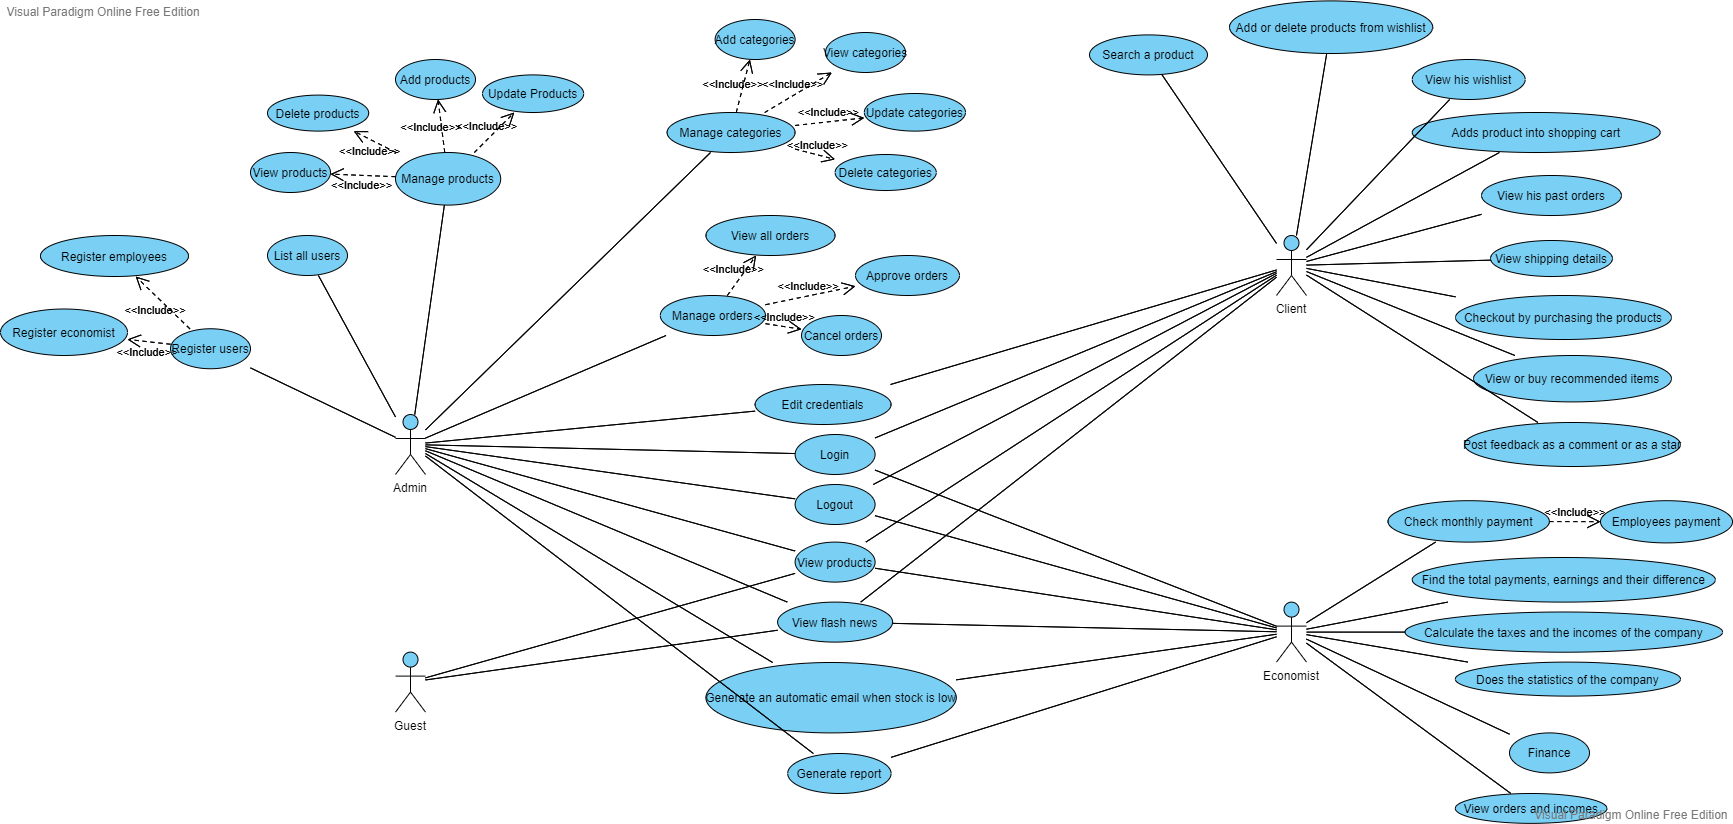 Visual Paradigm Online Free Edition
Add categories
View categories
<<Include>>
<<Include>>
Update categories
<<Include>>
Manage categories
<<Include>>
Delete categories
Add products
Update Products
Delete products
<<Include>>
<<Include>>
<<Include>>
View products
<<Include>>
Manage products
View all orders
<<Include>>
Approve orders
<<Include>>
Manage orders
<<Include>>
Cancel orders
Register employees
List all users
<<Include>>
Register economist
<<Include>>
Register users
Admin
Edit credentials
Login
Logout
View products
View flash news
Generate an automatic email when stock is low
Generate report
Guest
Search a product
Add or delete products from wishlist
View his wishlist
Adds product into shopping cart
View his past orders
View shipping details
Client
Checkout by purchasing the products
View or buy recommended items
Post feedback as a comment or as a star
Check monthly payment
<<Include>>
Employees payment
Find the total payments, earnings and their difference
Calculate the taxes and the incomes of the company
Economist
Does the statistics of the company
Finance
View orders and incomes
Visual Paradigm Online Free Edition